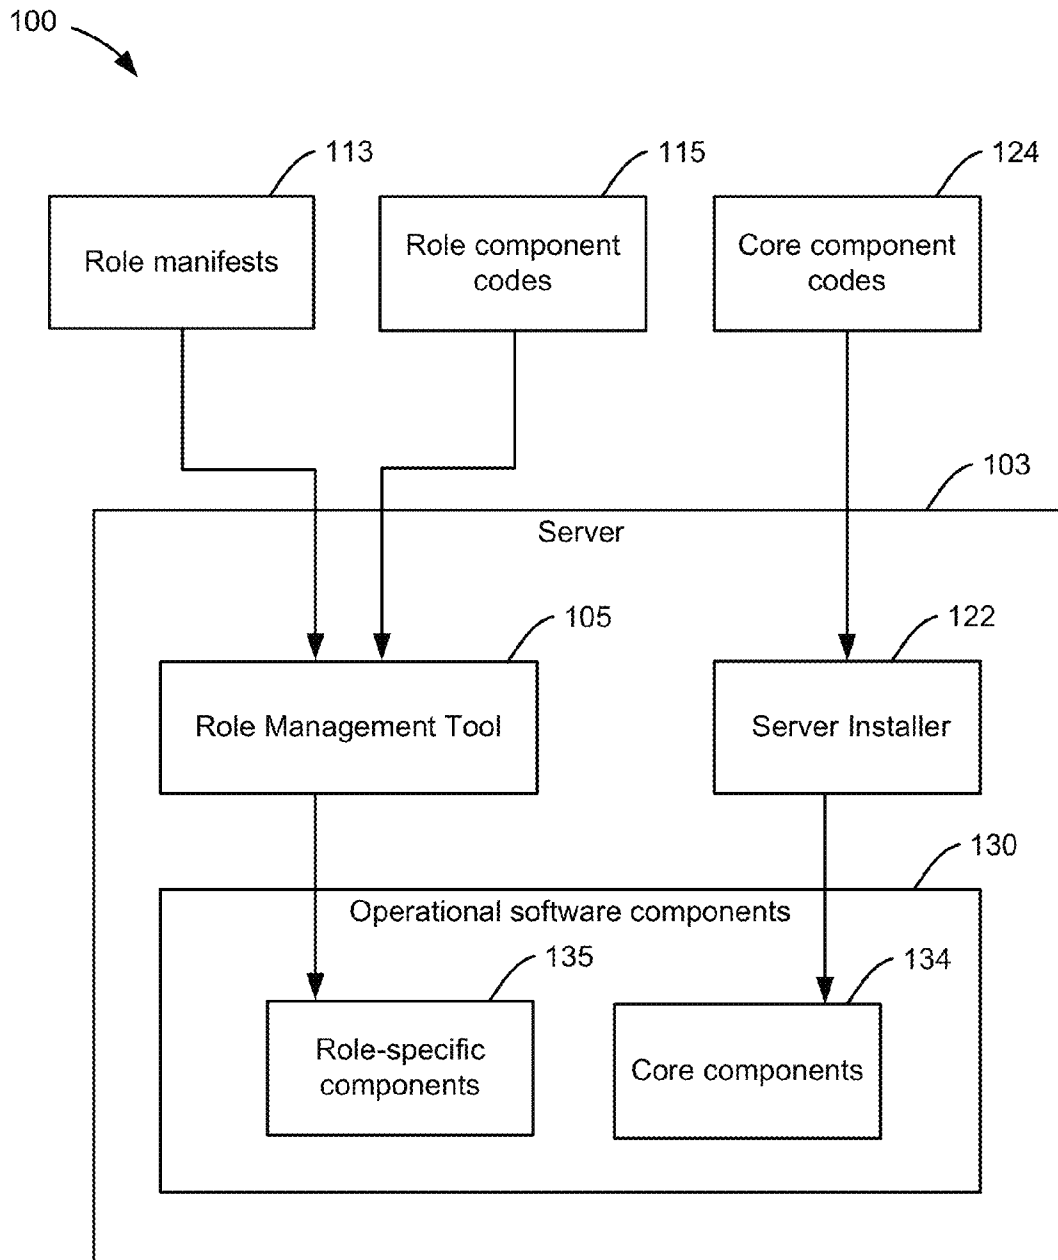 100
113
115
124
Role manifests
Role component
codes
Core component
codes
103
Server
105
122
Role Management Tool
Server Installer
130
Operational software components
135
134
Role-specific
components
Core components